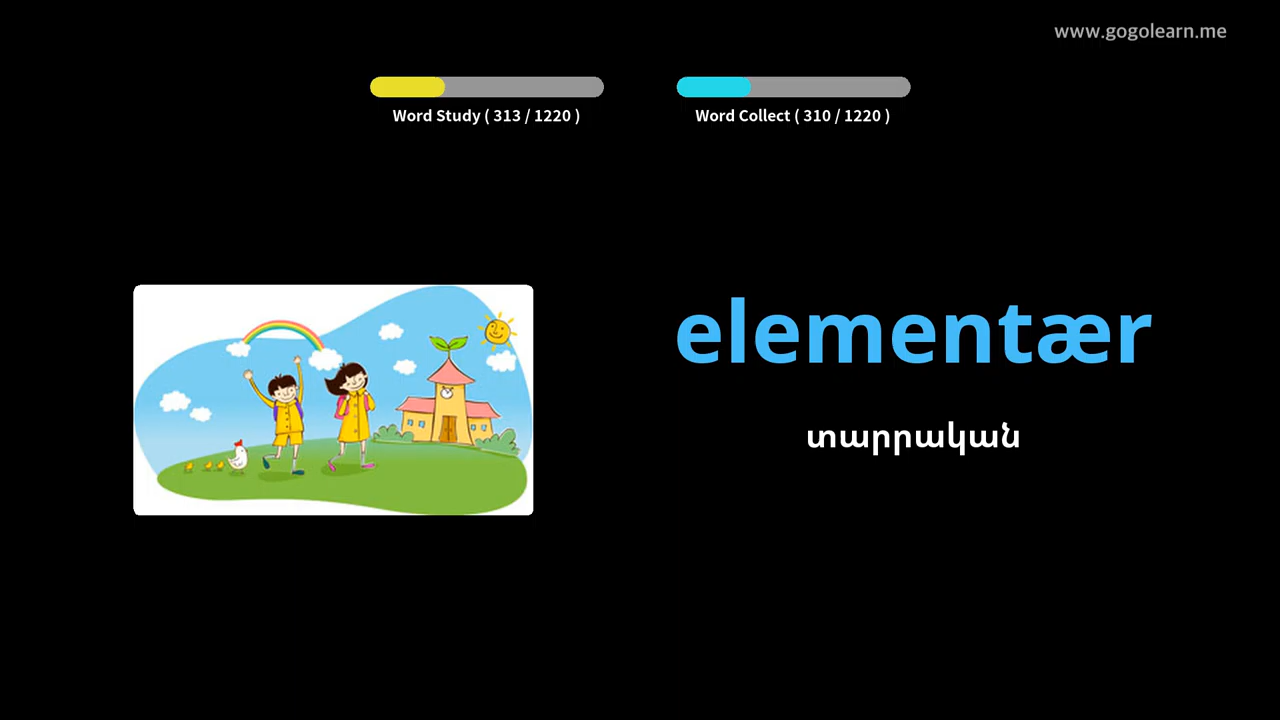 www.gogolearn.me
Word Study ( 313 / 1220 )
Word Collect ( 310 / 1220 )
elementær
տարրական